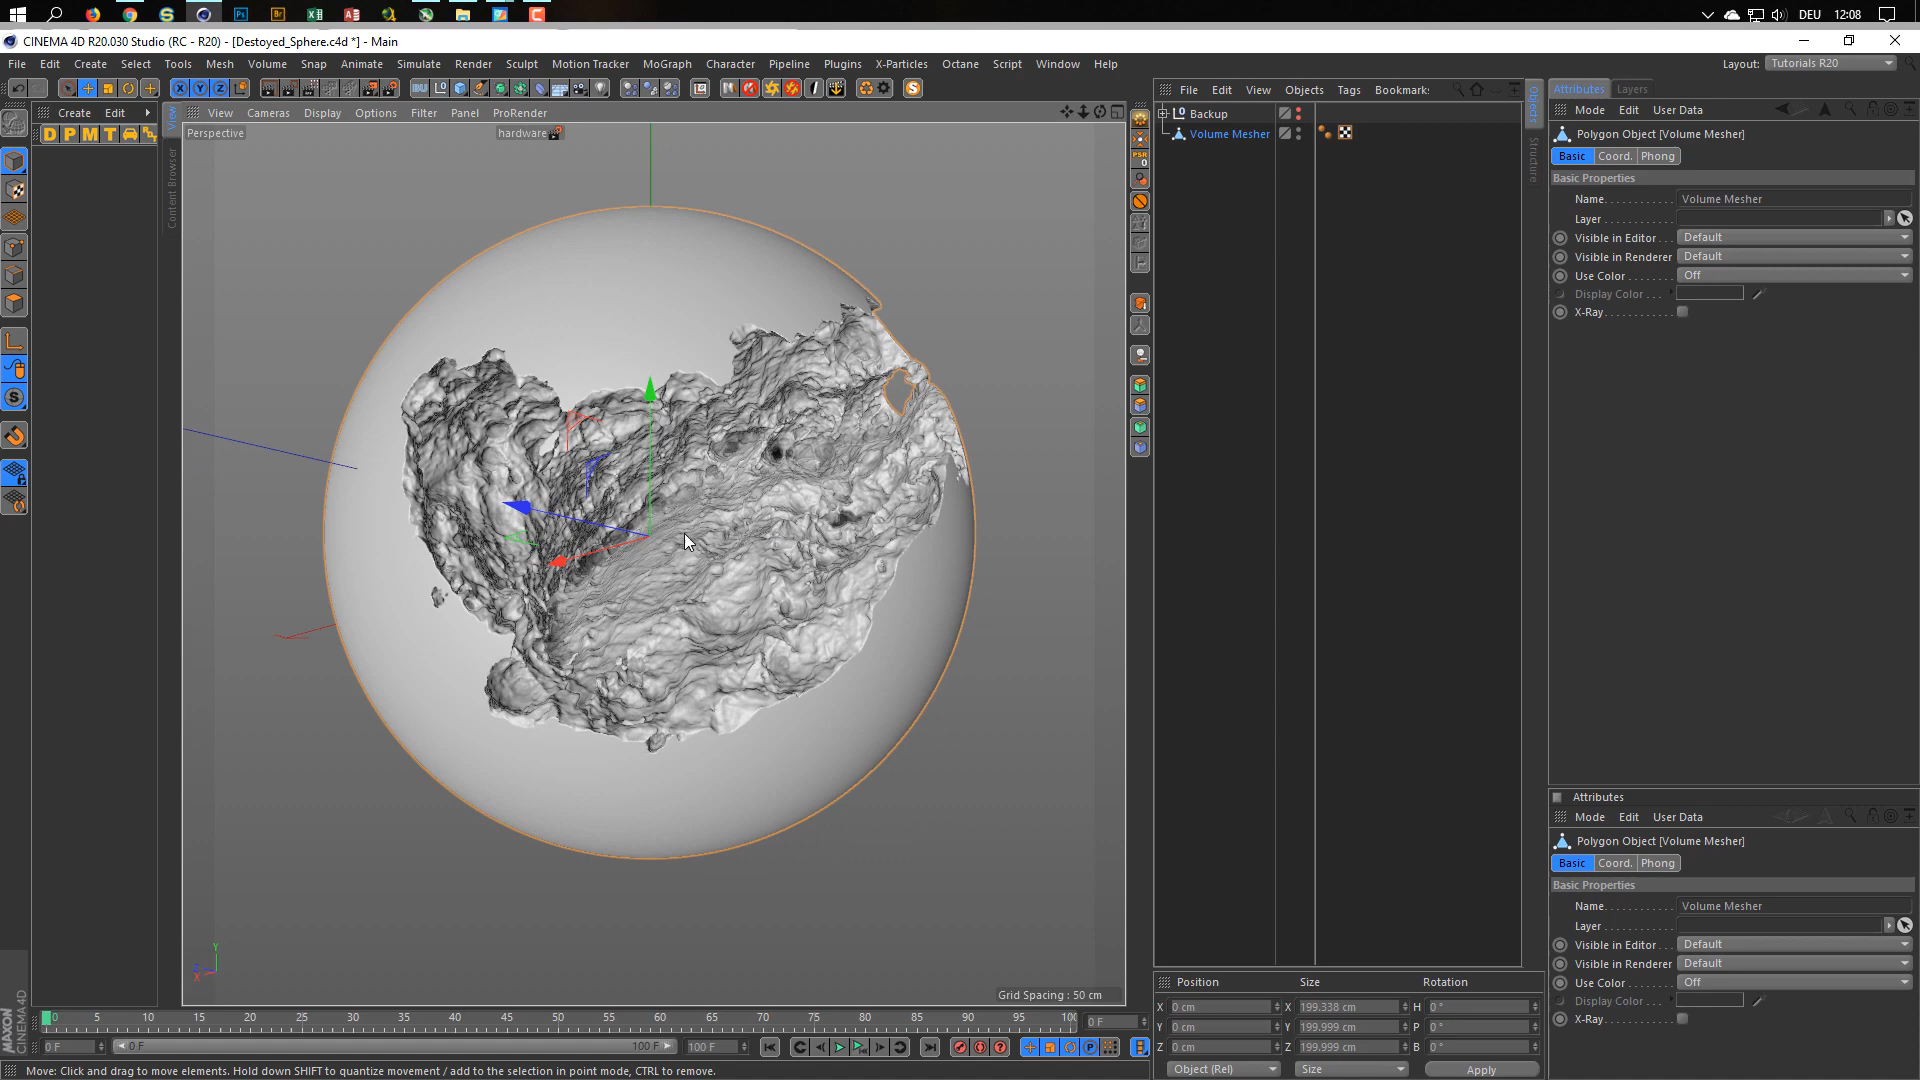 DEU 12:08
CINEMA 4D R20.030 Studio (RC - R20) - [Destoyed_Sphere.c4d *] - Main
File Edit Create Select Tools Mesh Volume Snap Animate Simulate Render Sculpt Motion Tracker MoGraph Character Pipeline Plugins X-Particles Octane Script Window Help
Layout: Tutorials R20
File Edit View Objects Tags Bookmark:
Attributes Layers
Create Edit
View Cameras Display Options Filter Panel ProRender
Mode Edit User Data
D P M T
View
Content Browser
Objects
Structure
PSR
0
Perspective
hardware
Backup
Volume Mesher
Polygon Object [Volume Mesher]
Basic Coord. Phong
Basic Properties
Name Volume Mesher
Layer
Visible in Editor Default
Visible in Renderer Default
Use Color Off
Display Color
X-Ray
Attributes
Mode Edit User Data
Polygon Object [Volume Mesher]
Basic Coord. Phong
Basic Properties
Name Volume Mesher
Layer
Visible in Editor Default
Visible in Renderer Default
Use Color Off
Display Color
X-Ray
Y
Z
X
Grid Spacing : 50 cm
Position Size Rotation
X 0 cm X 199.338 cm H 0 °
Y 0 cm Y 199.999 cm P 0 °
Z 0 cm Z 199.999 cm B 0 °
Object (Rel) Size Apply
0 5 10 15 20 25 30 35 40 45 50 55 60 65 70 75 80 85 90 95 100
0 F
0 F 0 F 100 F 100 F
MAXON
CINEMA4D
Move: Click and drag to move elements. Hold down SHIFT to quantize movement / add to the selection in point mode, CTRL to remove.